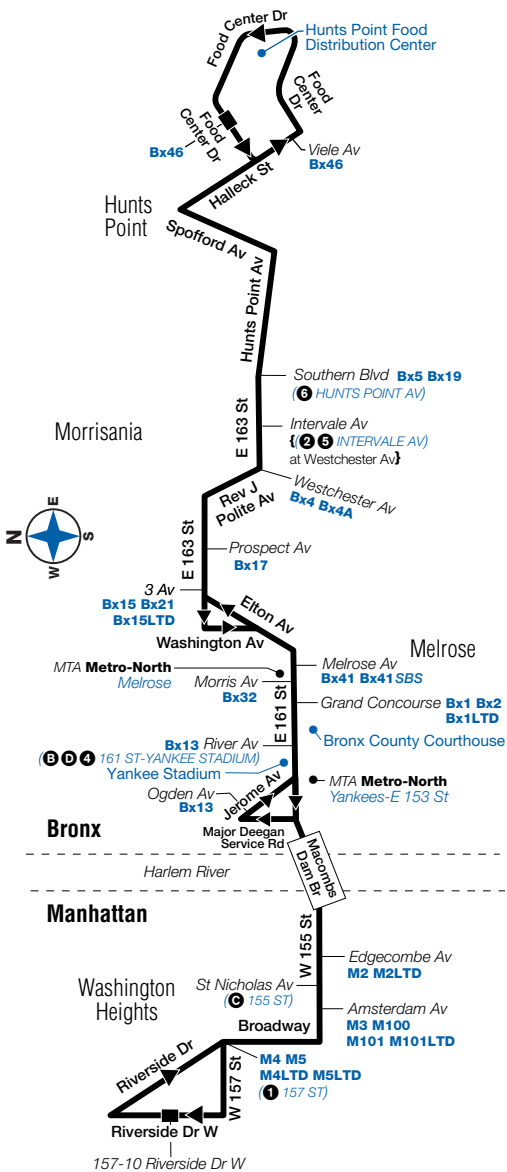 Food Center Dr
Hunts Point Food
Distribution Center
Food Center Dr
Food
Center
Dr
Food
Center Dr
Bx46
Viele Av
Bx46
Halleck St
Hunts
Point
Spofford Av
Hunts Point Av
Southern Blvd Bx5 Bx19
(6 HUNTS POINT AV)
E 163 St
Intervale Av
{(2 5 INTERVALE AV)
at Westchester Av}
Morrisania
Westchester Av
Bx4 Bx4A
Rev J
Polite Av
N
E
S
W
E 163 St
Prospect Av
Bx17
3 Av
Bx15 Bx21
Bx15LTD
Elton Av
Washington Av
Melrose
MTA Metro-North
Melrose
Melrose Av
Bx41 Bx41SBS
Morris Av
Bx32
E 161 St
Grand Concourse
Bx1 Bx2
Bx1LTD
Bx13 River Av
(B D 4 161 ST-YANKEE STADIUM)
Bronx County Courthouse
Yankee Stadium
Jerome Av
MTA Metro-North
Yankees-E 153 St
Ogden Av
Bx13
Major Deegan
Service Rd
Bronx
Macombs
Dam Br
Harlem River
Manhattan
W 155 St
Edgecombe Av
M2 M2LTD
St Nicholas Av
(C 155 ST)
Washington
Heights
Amsterdam Av
M3 M100
M101 M101LTD
Broadway
Riverside Dr
W 157 St
M4 M5
M4LTD M5LTD
(1 157 ST)
Riverside Dr W
157-10 Riverside Dr W